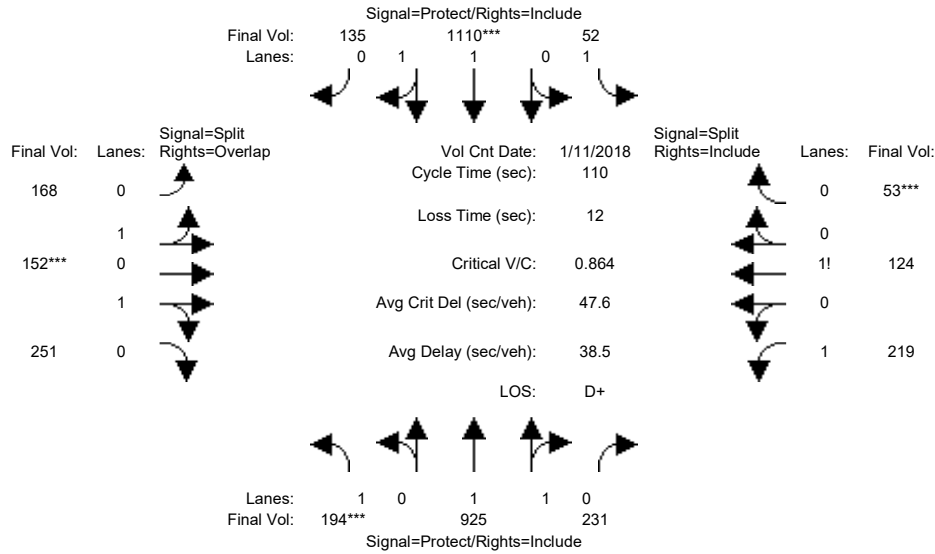 Signal=Protect/Rights=Include
Final Vol: 135 1110*** 52
Lanes: 0 1 1 0 1
Signal=Split Signal=Split
Final Vol: Lanes: Rights=Overlap Vol Cnt Date: 1/11/2018 Rights=Include Lanes: Final Vol:
Cycle Time (sec): 110
168 0 0 53***
Loss Time (sec): 12
1 0
152*** 0 Critical V/C: 0.864 1! 124
1 Avg Crit Del (sec/veh): 47.6 0
251 0 Avg Delay (sec/veh): 38.5 1 219
LOS: D+
Lanes: 1 0 1 1 0
Final Vol: 194*** 925 231
Signal=Protect/Rights=Include